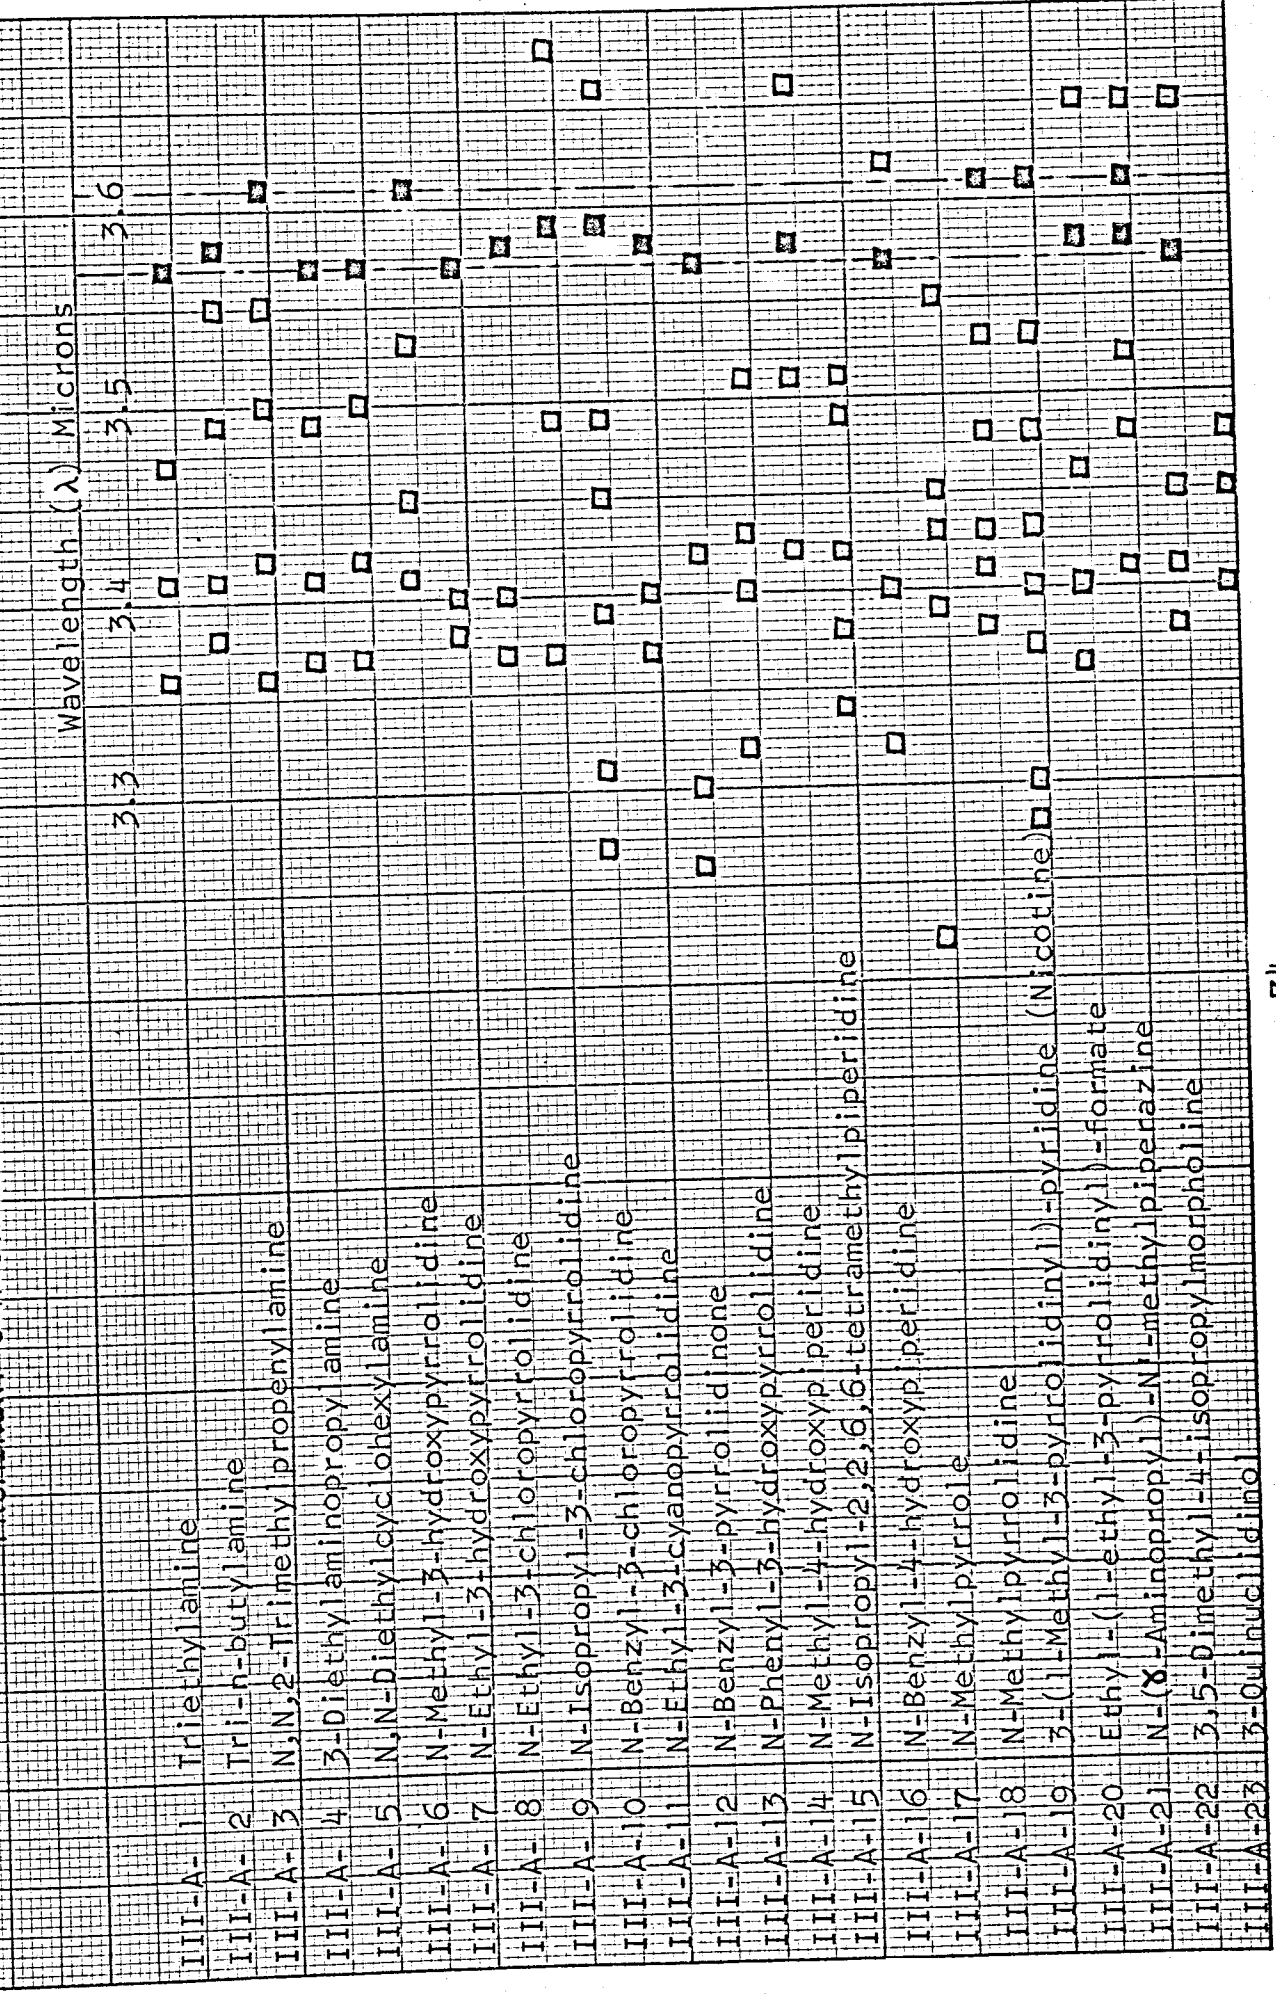 Wavelength (λ) Microns
3.3 3.4 3.5 3.6
III-A- 1 Triethylamine
III-A- 2 Tri-n-butylamine
III-A- 3 N,N,2-Trimethylpropenylamine
III-A- 4 3-Diethylaminopropylamine
III-A- 5 N,N-Diethylcyclohexylamine
III-A- 6 N-Methyl-3-hydroxypyrrolidine
III-A- 7 N-Ethyl-3-hydroxypyrrolidine
III-A- 8 N-Ethyl-3-chloropyrrolidine
III-A- 9 N-Isopropyl-3-chloropyrrolidine
III-A-10 N-Benzyl-3-chloropyrrolidine
III-A-11 N-Ethyl-3-cyanopyrrolidine
III-A-12 N-Benzyl-3-pyrrolidinone
III-A-13 N-Phenyl-3-hydroxypyrrolidine
III-A-14 N-Methyl-4-hydroxypiperidine
III-A-15 N-Isopropyl-2,2,6,6-tetramethylpiperidine
III-A-16 N-Benzyl-4-hydroxypiperidine
III-A-17 N-Methylpyrrole
III-A-18 N-Methylpyrrolidine
III-A-19 3-(1-Methyl-3-pyrrolidinyl)-pyridine (Nicotine)
III-A-20 Ethyl-(1-ethyl-3-pyrrolidinyl)-formate
III-A-21 N-(ɣ-Aminopropyl)-N'-methylpiperazine
III-A-22 3,5-Dimethyl-4-isopropylmorpholine
III-A-23 3-Quinuclidinol